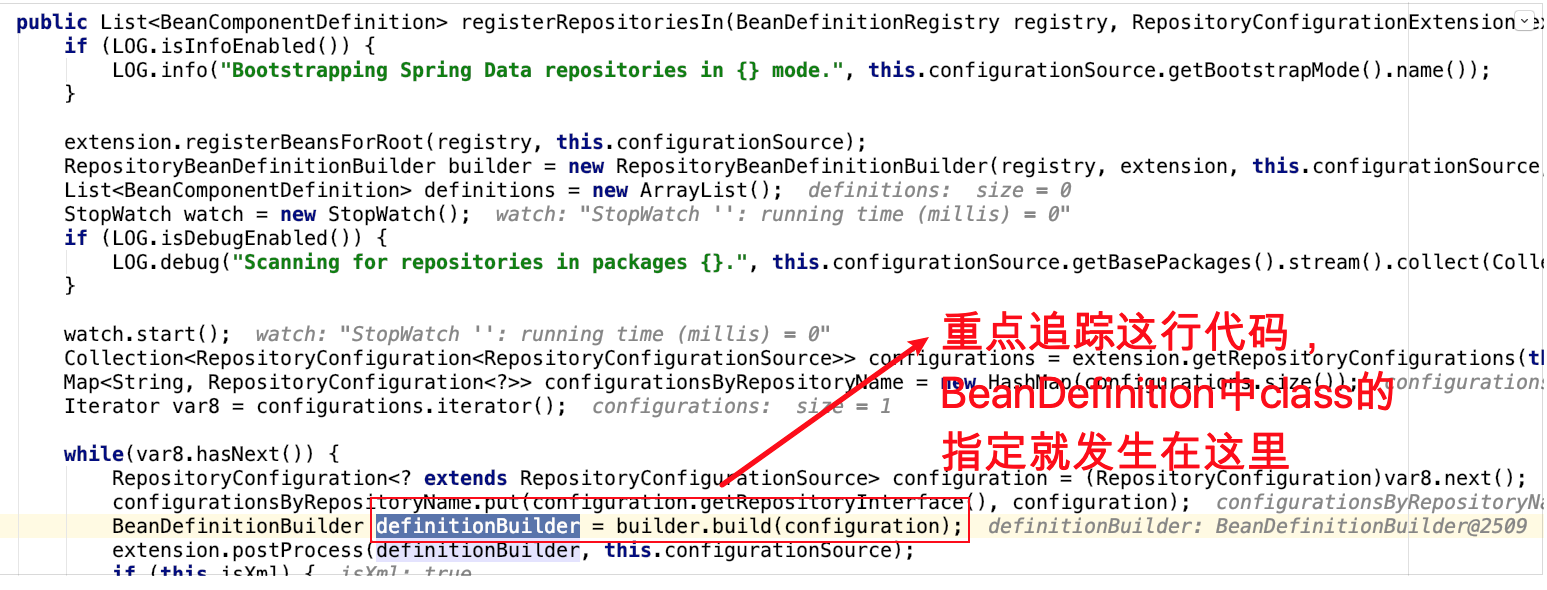 public List<BeanComponentDefinition> registerRepositoriesIn(BeanDefinitionRegistry registry, RepositoryConfigurationExtension ex
if (LOG.isInfoEnabled()) {
LOG.info("Bootstrapping Spring Data repositories in {} mode.", this.configurationSource.getBootstrapMode().name());
}
extension.registerBeansForRoot(registry, this.configurationSource);
RepositoryBeanDefinitionBuilder builder = new RepositoryBeanDefinitionBuilder(registry, extension, this.configurationSource,
List<BeanComponentDefinition> definitions = new ArrayList(); definitions: size = 0
StopWatch watch = new StopWatch(); watch: "StopWatch '': running time (millis) = 0"
if (LOG.isDebugEnabled()) {
LOG.debug("Scanning for repositories in packages {}.", this.configurationSource.getBasePackages().stream().collect(Colle
}
watch.start(); watch: "StopWatch '': running time (millis) = 0"
Collection<RepositoryConfiguration<RepositoryConfigurationSource>> configurations = extension.getRepositoryConfigurations(th
Map<String, RepositoryConfiguration<?>> configurationsByRepositoryName = new HashMap(configurations.size()); configurations
Iterator var8 = configurations.iterator(); configurations: size = 1
while(var8.hasNext()) {
RepositoryConfiguration<? extends RepositoryConfigurationSource> configuration = (RepositoryConfiguration)var8.next();
configurationsByRepositoryName.put(configuration.getRepositoryInterface(), configuration); configurationsByRepositoryNa
BeanDefinitionBuilder definitionBuilder = builder.build(configuration); definitionBuilder: BeanDefinitionBuilder@2509
extension.postProcess(definitionBuilder, this.configurationSource);
if (this.isXml) { isXml: true
重点追踪这行代码，
BeanDefinition中class的
指定就发生在这里